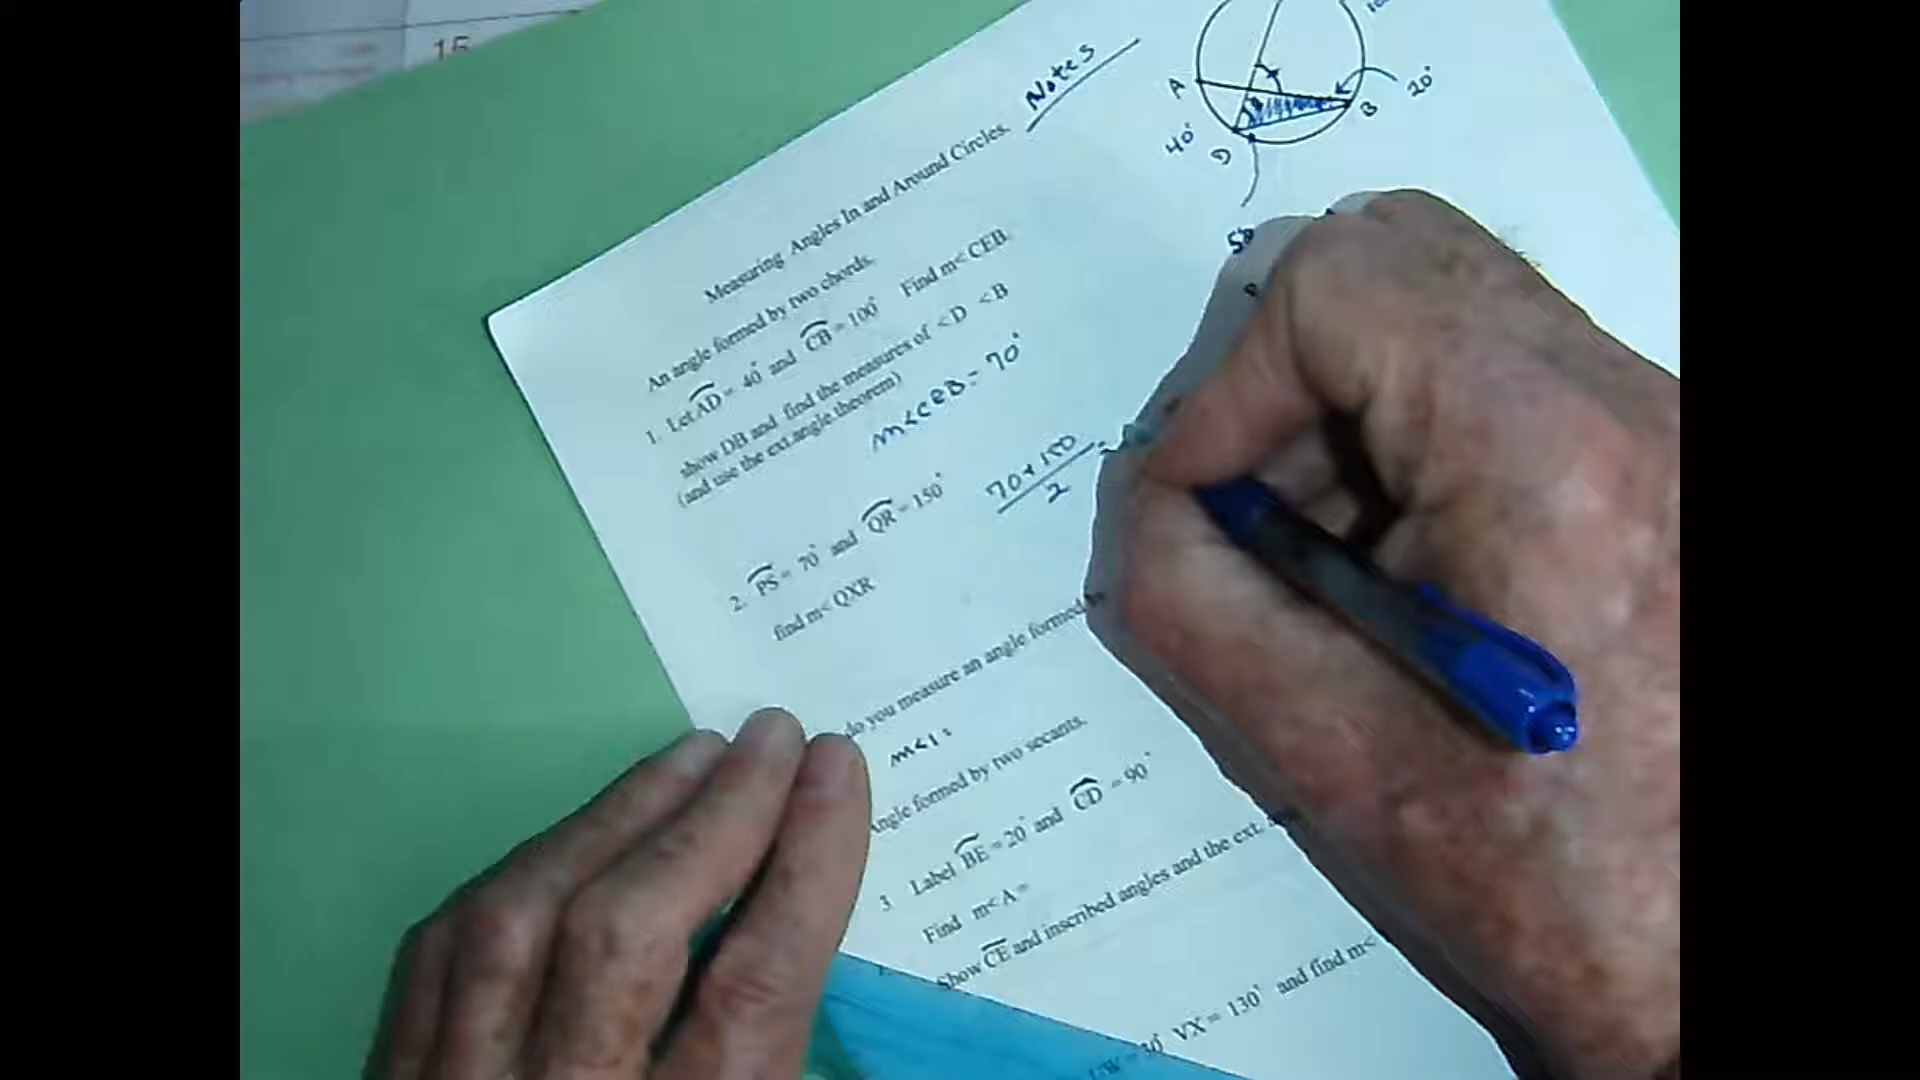 15
Notes
A
B
20°
40°
D
50
Measuring Angles In and Around Circles.
An angle formed by two chords.
1. Let AD = 40° and CB = 100° Find m< CEB.
show DB and find the measures of <D <B
(and use the ext.angle.theorem)
m<CEB = 70°
70+150
2
=
2. PS = 70° and QR = 150°
find m< QXR
do you measure an angle formed
m<1:
Angle formed by two secants.
3 Label BE = 20° and CD = 90°
Find m< A =
Show CE and inscribed angles and the ext.
= 30° VX = 130° and find m<